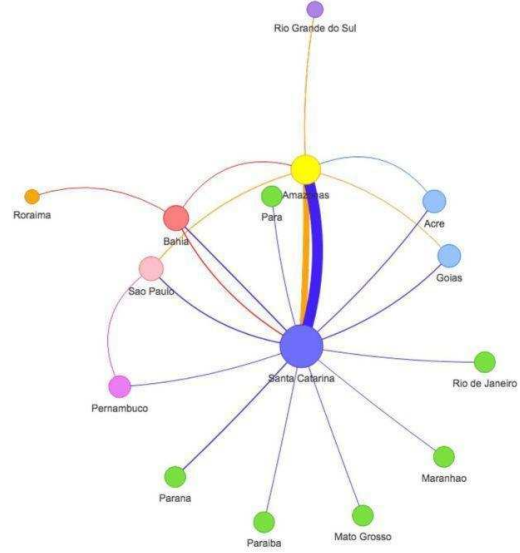 Rio Grande do Sul
Amazonas
Roraima
Para
Acre
Bahia
Goias
Sao Paulo
Santa Catarina
Rio de Janeiro
Pernambuco
Maranhao
Parana
Mato Grosso
Paraiba